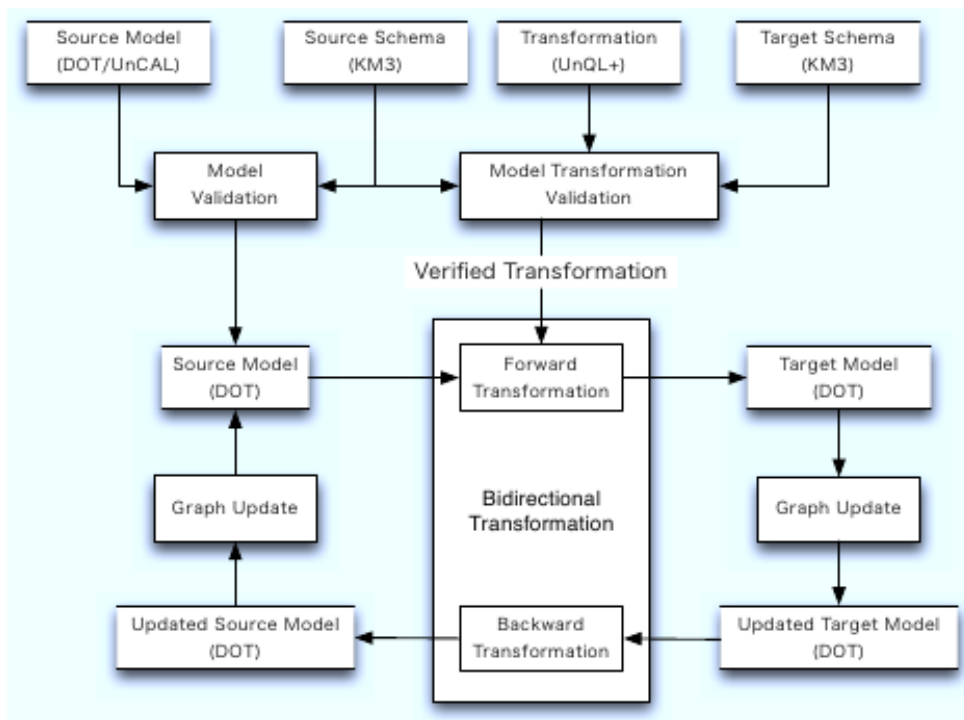 Source Model
(DOT/UnCAL)
Source Schema
(KM3)
Transformation
(UnQL+)
Target Schema
(KM3)
Model
Validation
Model Transformation
Validation
Verified Transformation
Source Model
(DOT)
Forward
Transformation
Target Model
(DOT)
Graph Update
Bidirectional
Transformation
Graph Update
Updated Source Model
(DOT)
Backward
Transformation
Updated Target Model
(DOT)